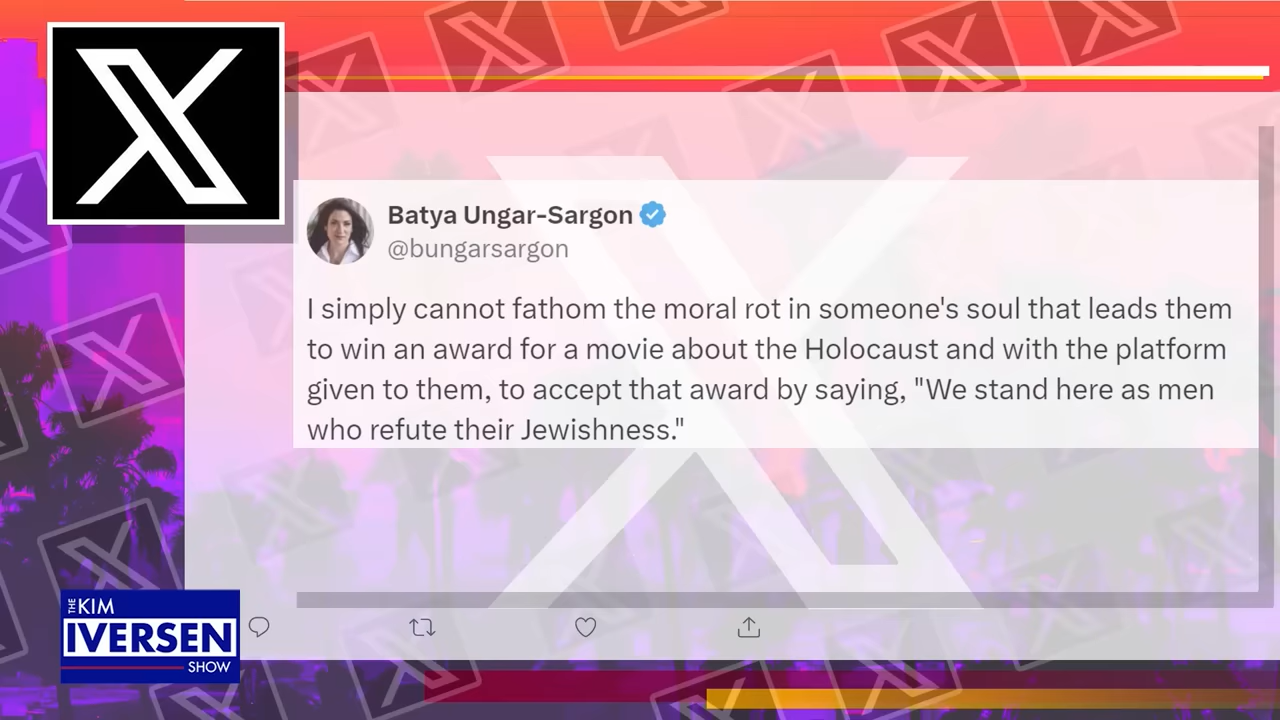 Batya Ungar-Sargon
@bungarsargon
I simply cannot fathom the moral rot in someone's soul that leads them
to win an award for a movie about the Holocaust and with the platform
given to them, to accept that award by saying, "We stand here as men
who refute their Jewishness."
THE KIM
IVERSEN
SHOW